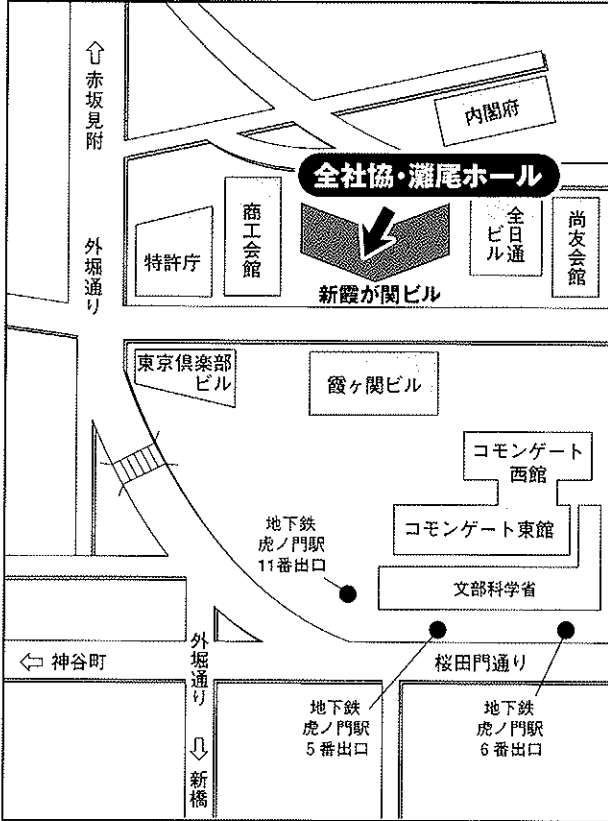 ⇧赤坂見附
内閣府
全社協・灘尾ホール
外堀通り
特許庁
商工会館
新霞が関ビル
全日通
ビル
尚友会館
東京倶楽部
ビル
霞ヶ関ビル
コモンゲート
西館
コモンゲート東館
地下鉄
虎ノ門駅
11番出口
文部科学省
⇦ 神谷町
外堀通り
⇩新橋
桜田門通り
地下鉄
虎ノ門駅
5番出口
地下鉄
虎ノ門駅
6番出口